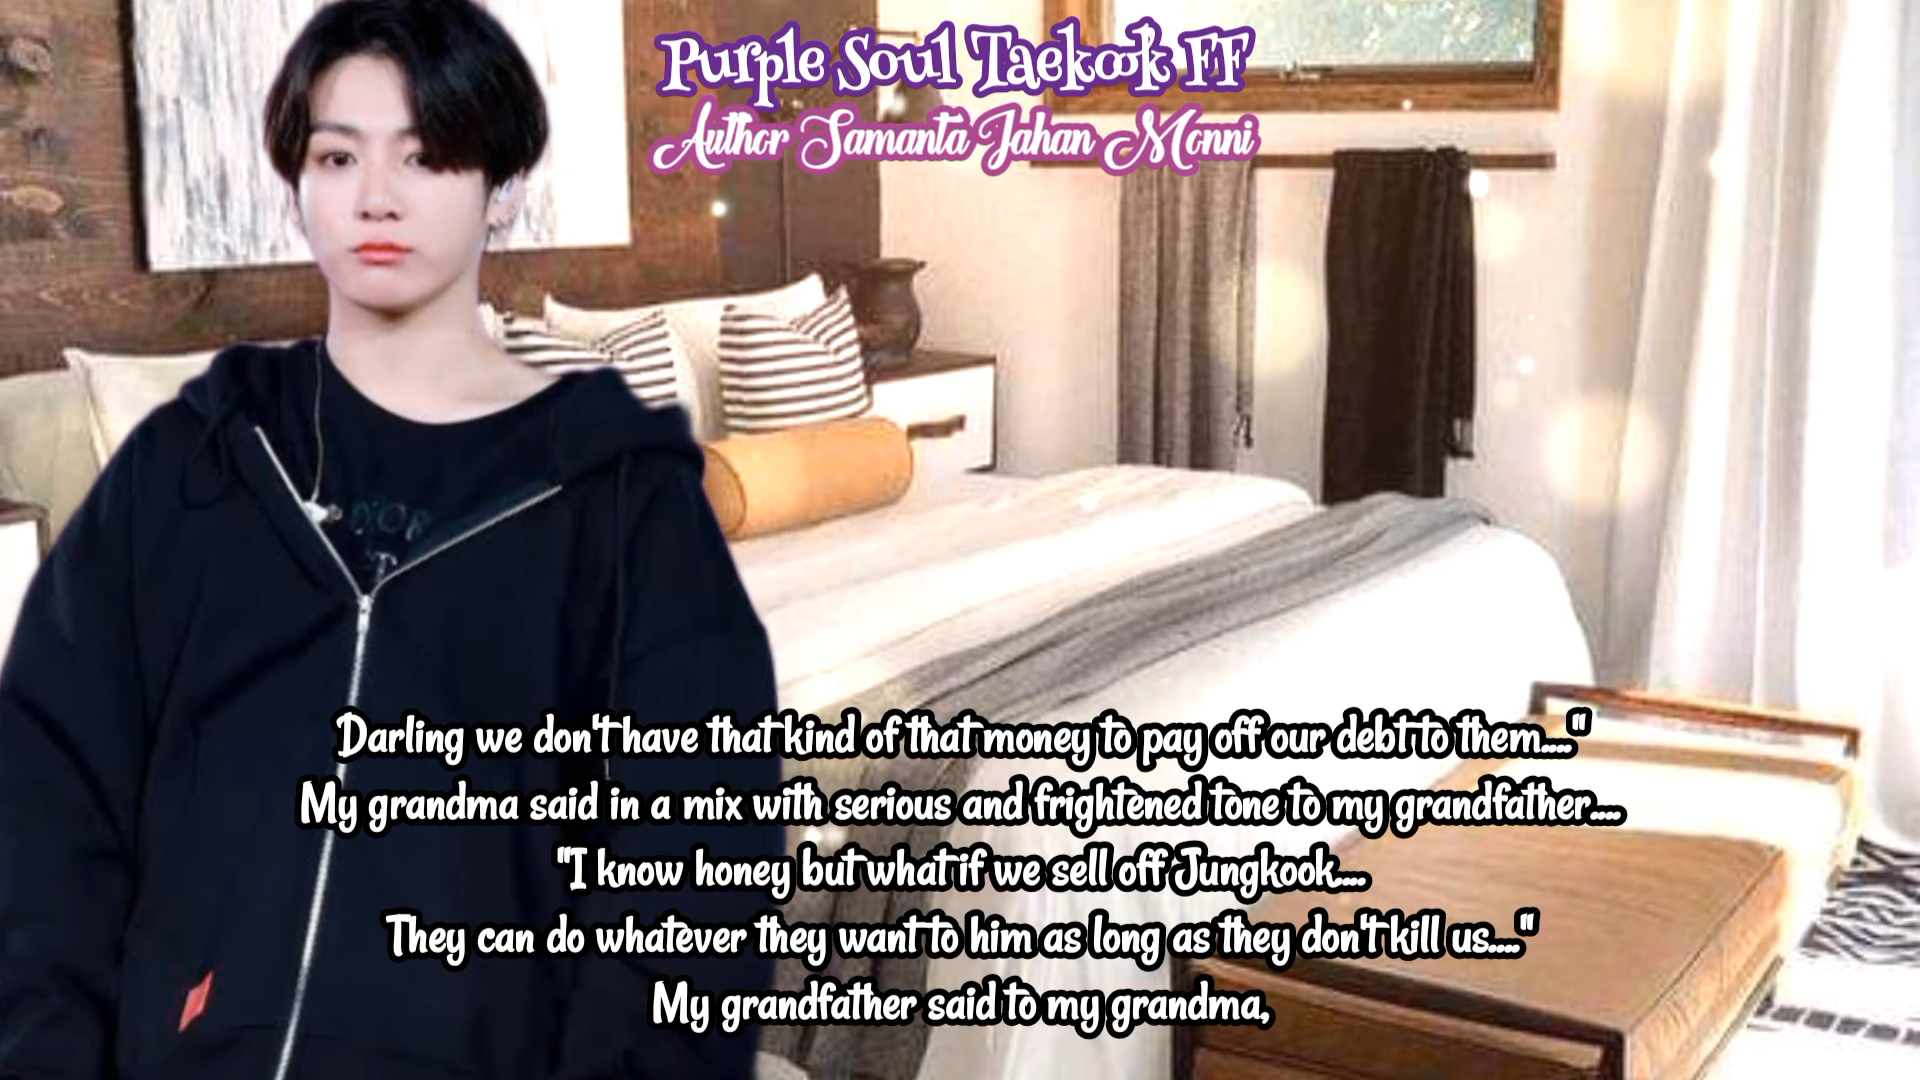 Purple Soul Taekook FF
Author Samanta Jahan Monni
Darling we don't have that kind of that money to pay off our debt to them...."
My grandma said in a mix with serious and frightened tone to my grandfather....
"I know honey but what if we sell off Jungkook....
They can do whatever they want to him as long as they don't kill us...."
My grandfather said to my grandma,